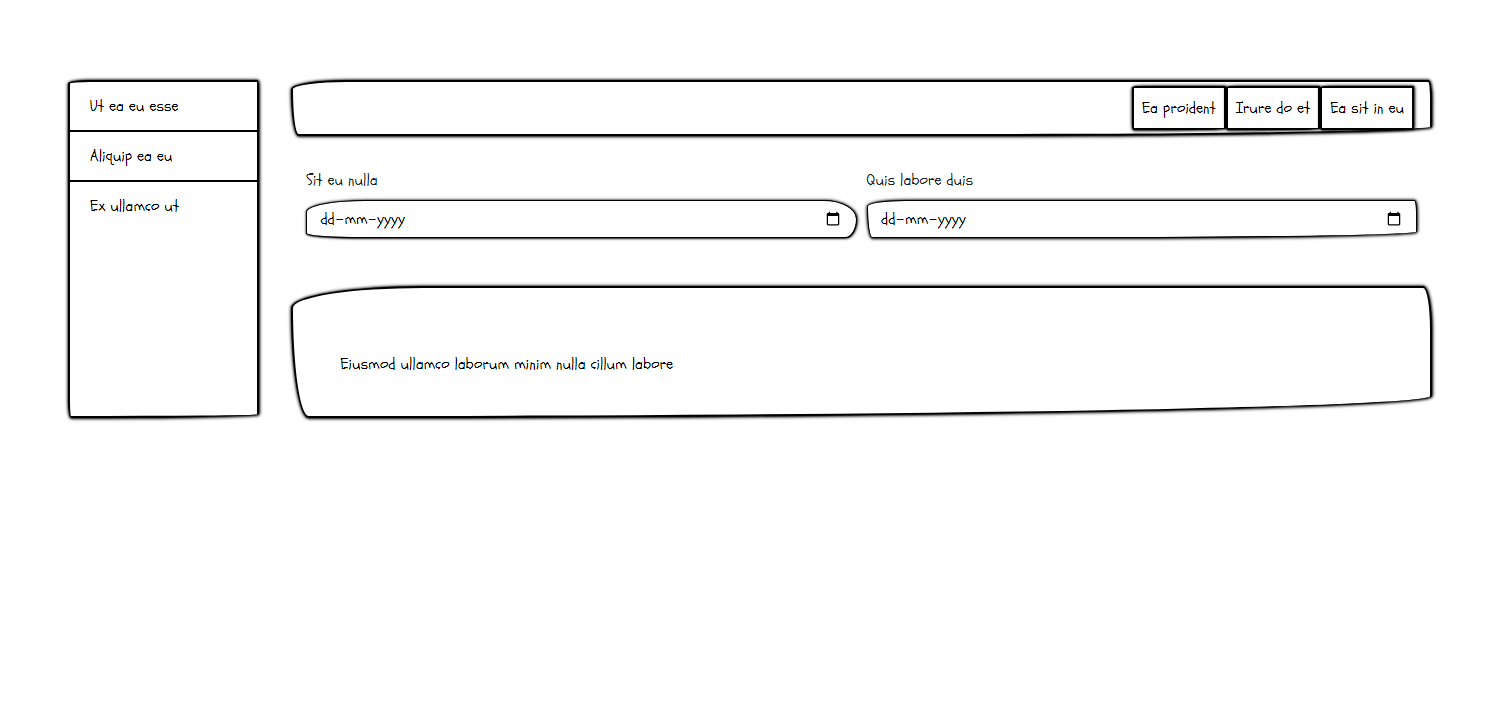 Ut ea eu esse
Aliquip ea eu
Ex ullamco ut
Ea proident
Irure do et
Ea sit in eu
Sit eu nulla
dd-mm-yyyy
Quis labore duis
dd-mm-yyyy
Eiusmod ullamco laborum minim nulla cillum labore